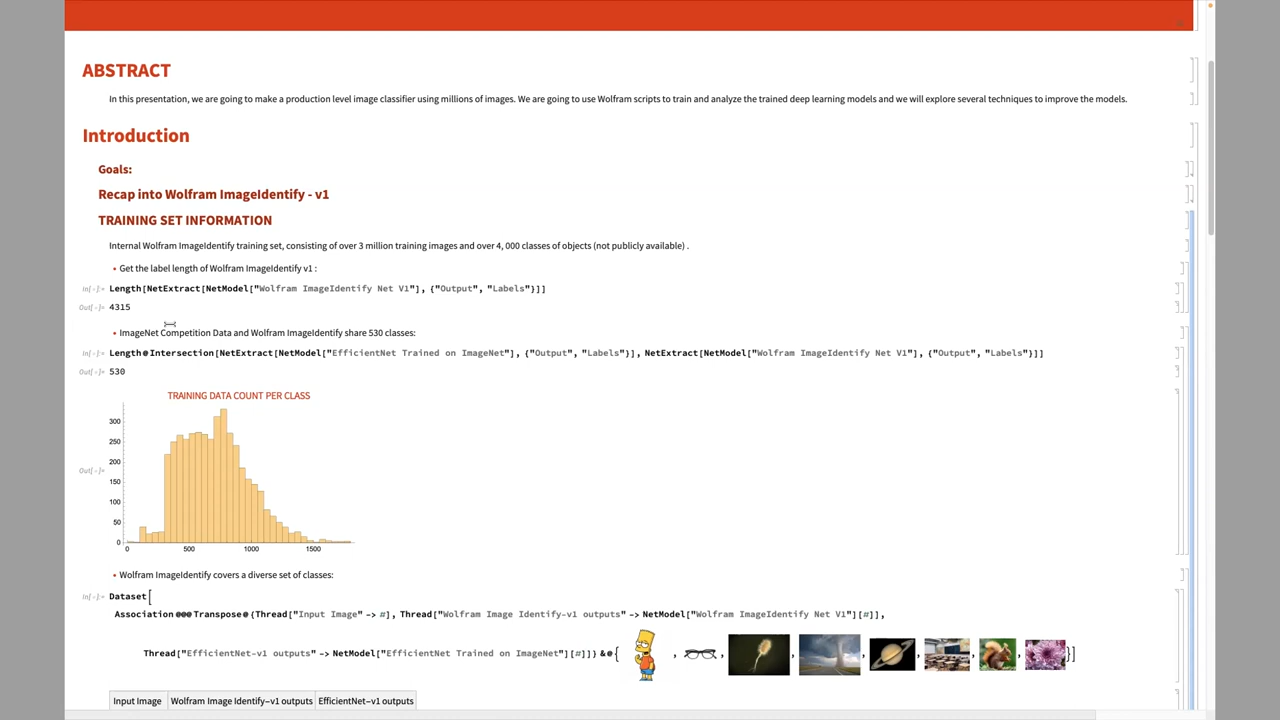 ABSTRACT
In this presentation, we are going to make a production level image classifier using millions of images. We are going to use Wolfram scripts to train and analyze the trained deep learning models and we will explore several techniques to improve the models.
Introduction
Goals:
Recap into Wolfram ImageIdentify - v1
TRAINING SET INFORMATION
Internal Wolfram ImageIdentify training set, consisting of over 3 million training images and over 4, 000 classes of objects (not publicly available) .
• Get the label length of Wolfram ImageIdentify v1 :
In[-]:= Length[NetExtract[NetModel["Wolfram ImageIdentify Net V1"], {"Output", "Labels"}]]
Out[-]= 4315
• ImageNet Competition Data and Wolfram ImageIdentify share 530 classes:
In[-]:= Length@Intersection[NetExtract[NetModel["EfficientNet Trained on ImageNet"], {"Output", "Labels"}], NetExtract[NetModel["Wolfram ImageIdentify Net V1"], {"Output", "Labels"}]]
Out[-]= 530
TRAINING DATA COUNT PER CLASS
300
250
200
Out[-]=
150
100
50
0
0 500 1000 1500
• Wolfram ImageIdentify covers a diverse set of classes:
In[-]:= Dataset[
Association @@@ Transpose@{Thread["Input Image" -> #], Thread["Wolfram Image Identify-v1 outputs" -> NetModel["Wolfram ImageIdentify Net V1"][#]],
Thread["EfficientNet-v1 outputs" -> NetModel["EfficientNet Trained on ImageNet"][#]]} &@{ , , , , , , , }]
Input Image Wolfram Image Identify-v1 outputs EfficientNet-v1 outputs